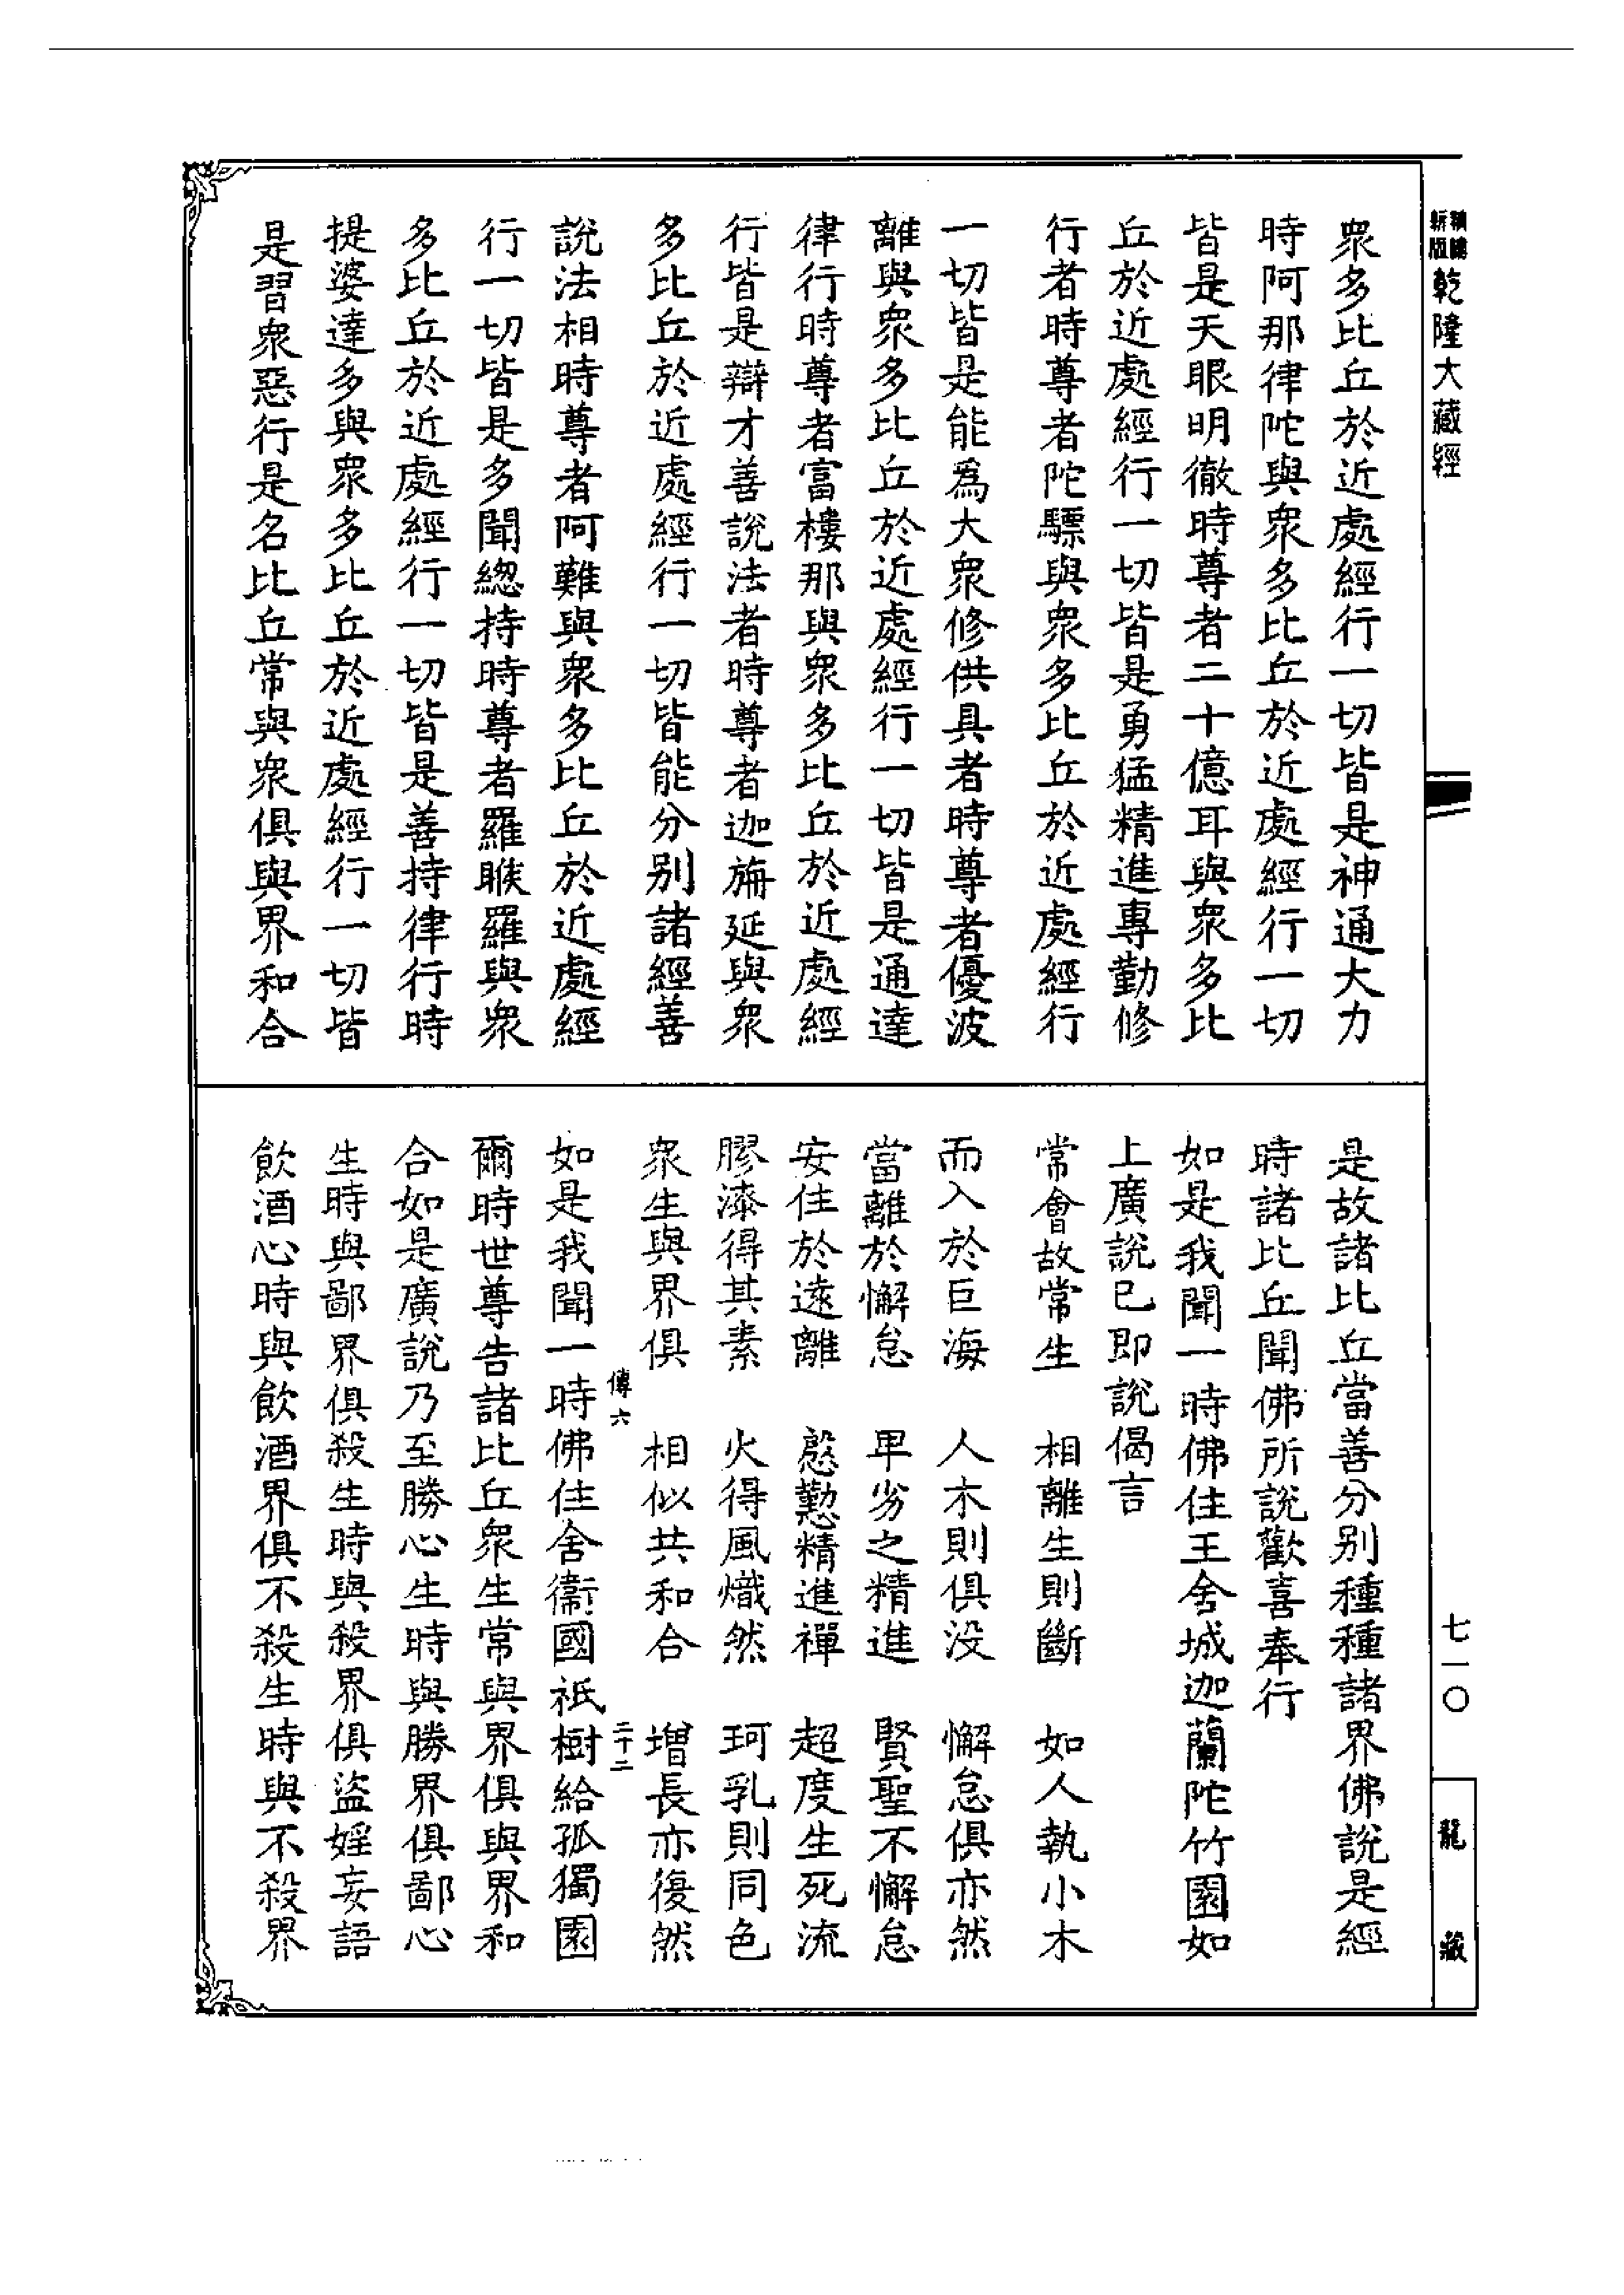 新版
精縮
乾隆大藏經
七一〇
龍藏
眾多比丘於近處經行一切皆是神通大力
時阿那律陀與眾多比丘於近處經行一切
皆是天眼明徹時尊者二十億耳與眾多比
丘於近處經行一切皆是勇猛精進專勤修
行者時尊者陀驃與眾多比丘於近處經行
一切皆是能為大眾修供具者時尊者優波
離與眾多比丘於近處經行一切皆是通達
律行時尊者富樓那與眾多比丘於近處經
行皆是辯才善說法者時尊者迦旃延與眾
多比丘於近處經行一切皆能分別諸經善
說法相時尊者阿難與眾多比丘於近處經
行一切皆是多聞總持時尊者羅睺羅與眾
多比丘於近處經行一切皆是善持律行時
提婆達多與眾多比丘於近處經行一切皆
是習眾惡行是名比丘常與眾俱與界和合
是故諸比丘當善分別種種諸界佛說是經
時諸比丘聞佛所說歡喜奉行
如是我聞一時佛住王舍城迦蘭陀竹園如
上廣說已即說偈言
常會故常生 相離生則斷 如人執小木
而入於巨海 人木則俱沒 懈怠俱亦然
當離於懈怠 卑劣之精進 賢聖不懈怠
安住於遠離 慇懃精進禪 超度生死流
膠漆得其素 火得風熾然 珂乳則同色
眾生與界俱 相似共和合 增長亦復然
傳六 二十二
如是我聞一時佛住舍衛國祇樹給孤獨園
爾時世尊告諸比丘眾生常與界俱與界和
合如是廣說乃至勝心生時與勝界俱鄙心
生時與鄙界俱殺生時與殺界俱盜婬妄語
飲酒心時與飲酒界俱不殺生時與不殺界